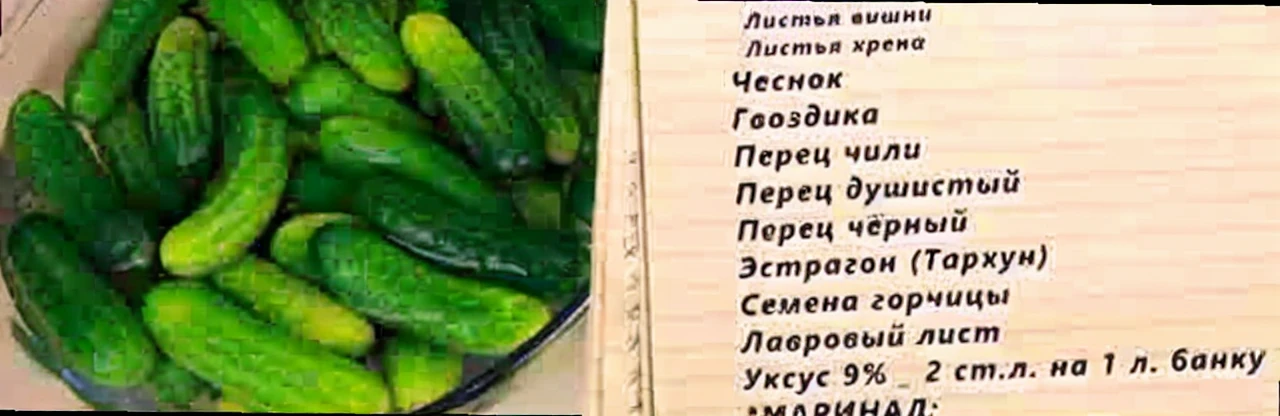 Листья вишни
Листья хрена
Чеснок
Гвоздика
Перец чили
Перец душистый
Перец чёрный
Эстрагон (Тархун)
Семена горчицы
Лавровый лист
Уксус 9% _ 2 ст.л. на 1 л. банку
*МАРИНАД: